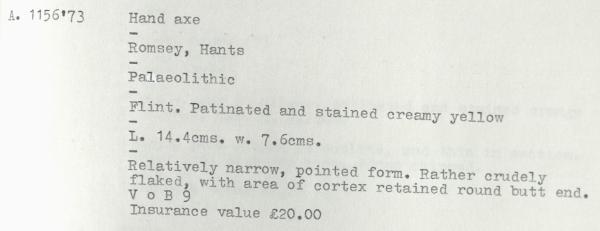 A. 1156'73 Hand axe
–
Romsey, Hants
–
Palaeolithic
–
Flint. Patinated and stained creamy yellow
–
L. 14.4cms. w. 7.6cms.
–
Relatively narrow, pointed form. Rather crudely
flaked, with area of cortex retained round butt end.
V o B 9
Insurance value £20.00